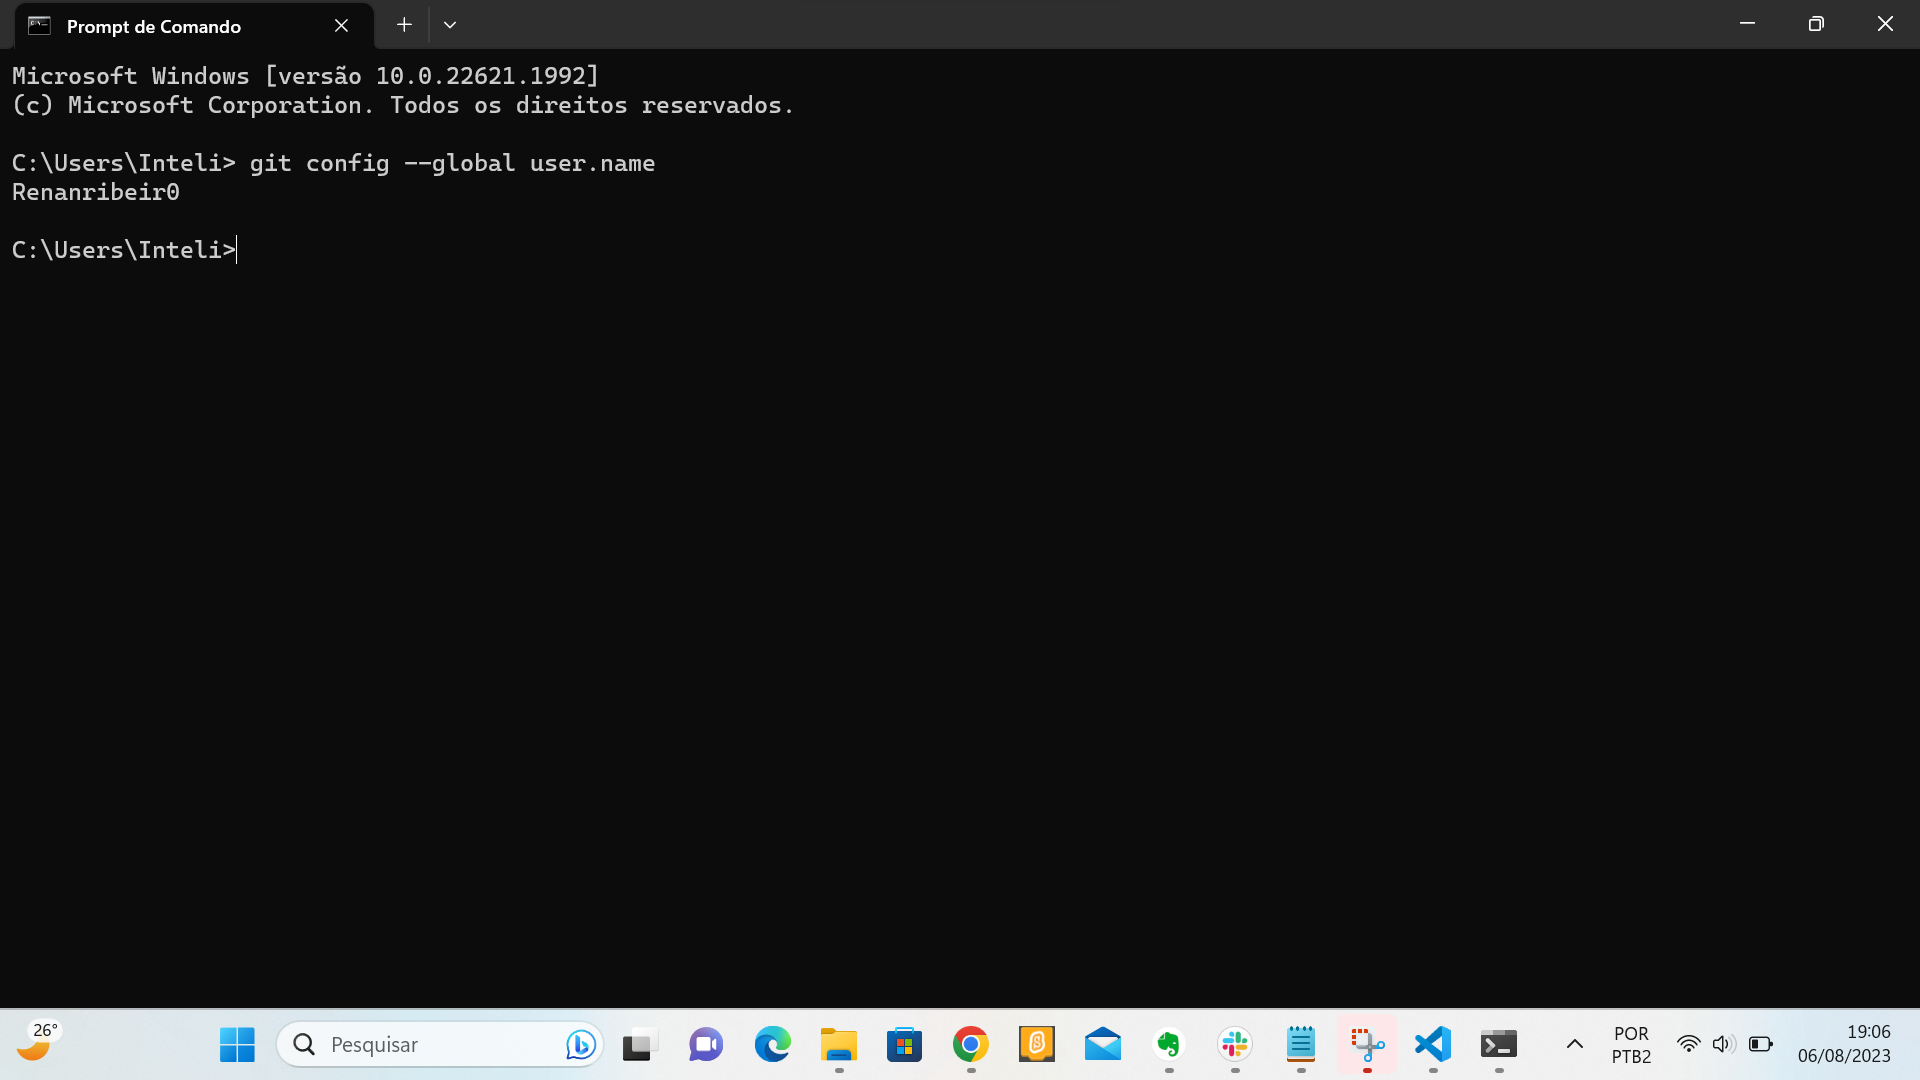 Prompt de Comando
Microsoft Windows [versão 10.0.22621.1992]
(c) Microsoft Corporation. Todos os direitos reservados.
C:\Users\Inteli> git config --global user.name
Renanribeir0
C:\Users\Inteli>
26°
Pesquisar
POR
PTB2
19:06
06/08/2023